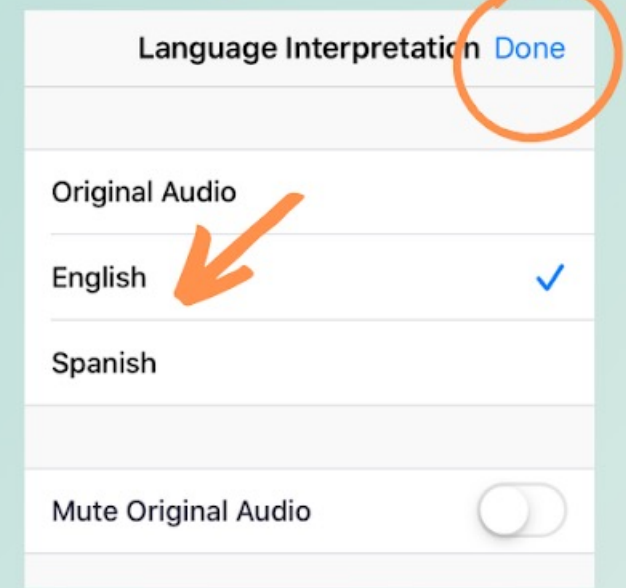 Language Interpretation Done
Original Audio
English
Spanish
Mute Original Audio